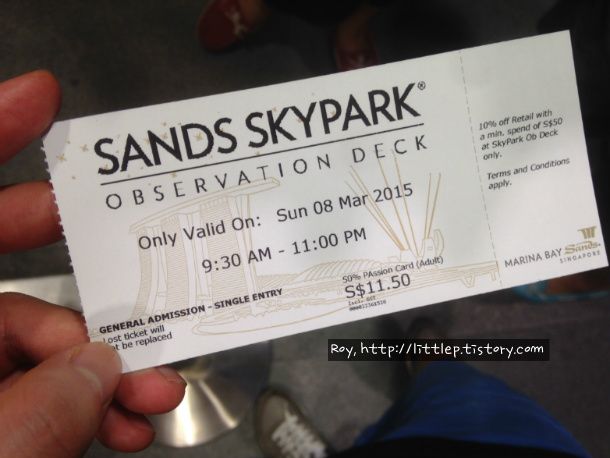 SANDS SKYPARK®
OBSERVATION DECK
Only Valid On: Sun 08 Mar 2015
9:30 AM - 11:00 PM
50% PAssion Card (Adult)
S$11.50
Incl. GST
GENERAL ADMISSION - SINGLE ENTRY
Lost ticket will
not be replaced
10% off Retail with
a min. spend of S$50
at SkyPark Ob Deck
only.
Terms and Conditions
apply.
MARINA BAY Sands®
SINGAPORE
Roy, http://littlep.tistory.com